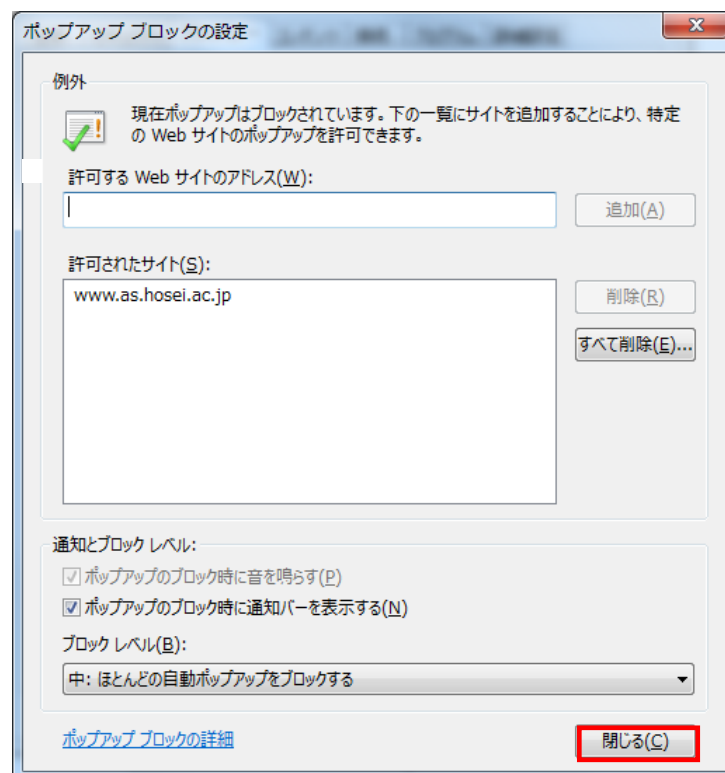 ポップアップ ブロックの設定
例外
現在ポップアップはブロックされています。下の一覧にサイトを追加することにより、特定
の Web サイトのポップアップを許可できます。
許可する Web サイトのアドレス(W):
追加(A)
許可されたサイト(S):
www.as.hosei.ac.jp
削除(R)
すべて削除(E)...
通知とブロック レベル:
ポップアップのブロック時に音を鳴らす(P)
ポップアップのブロック時に通知バーを表示する(N)
ブロック レベル(B):
中: ほとんどの自動ポップアップをブロックする
ポップアップ ブロックの詳細
閉じる(C)